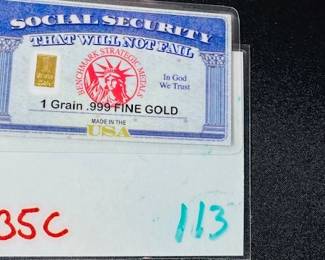 SOCIAL SECURITY
THAT WILL NOT FAIL
BENCHMARK STRATEGIC METALS
In God
We Trust
1 Grain .999 FINE GOLD
MADE IN THE
USA
35C
113